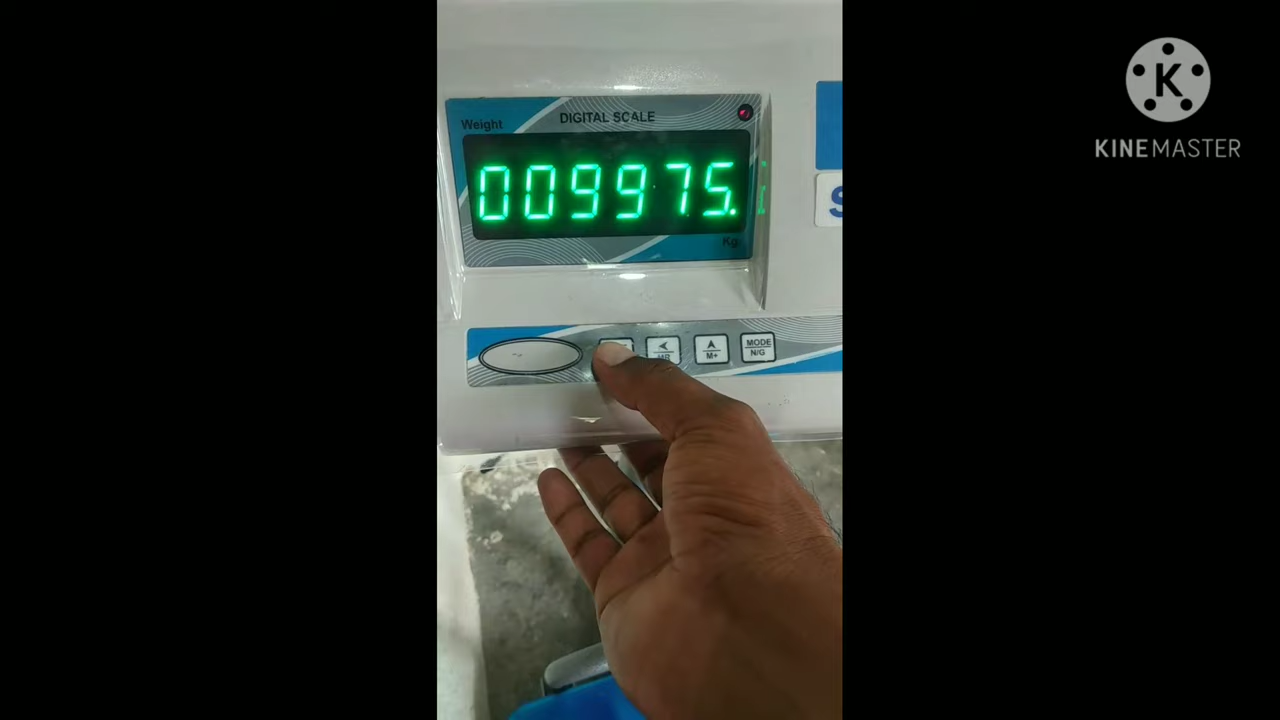 Weight
DIGITAL SCALE
009975.
Kg
MR
M+
MODE
N/G
S
K
KINEMASTER